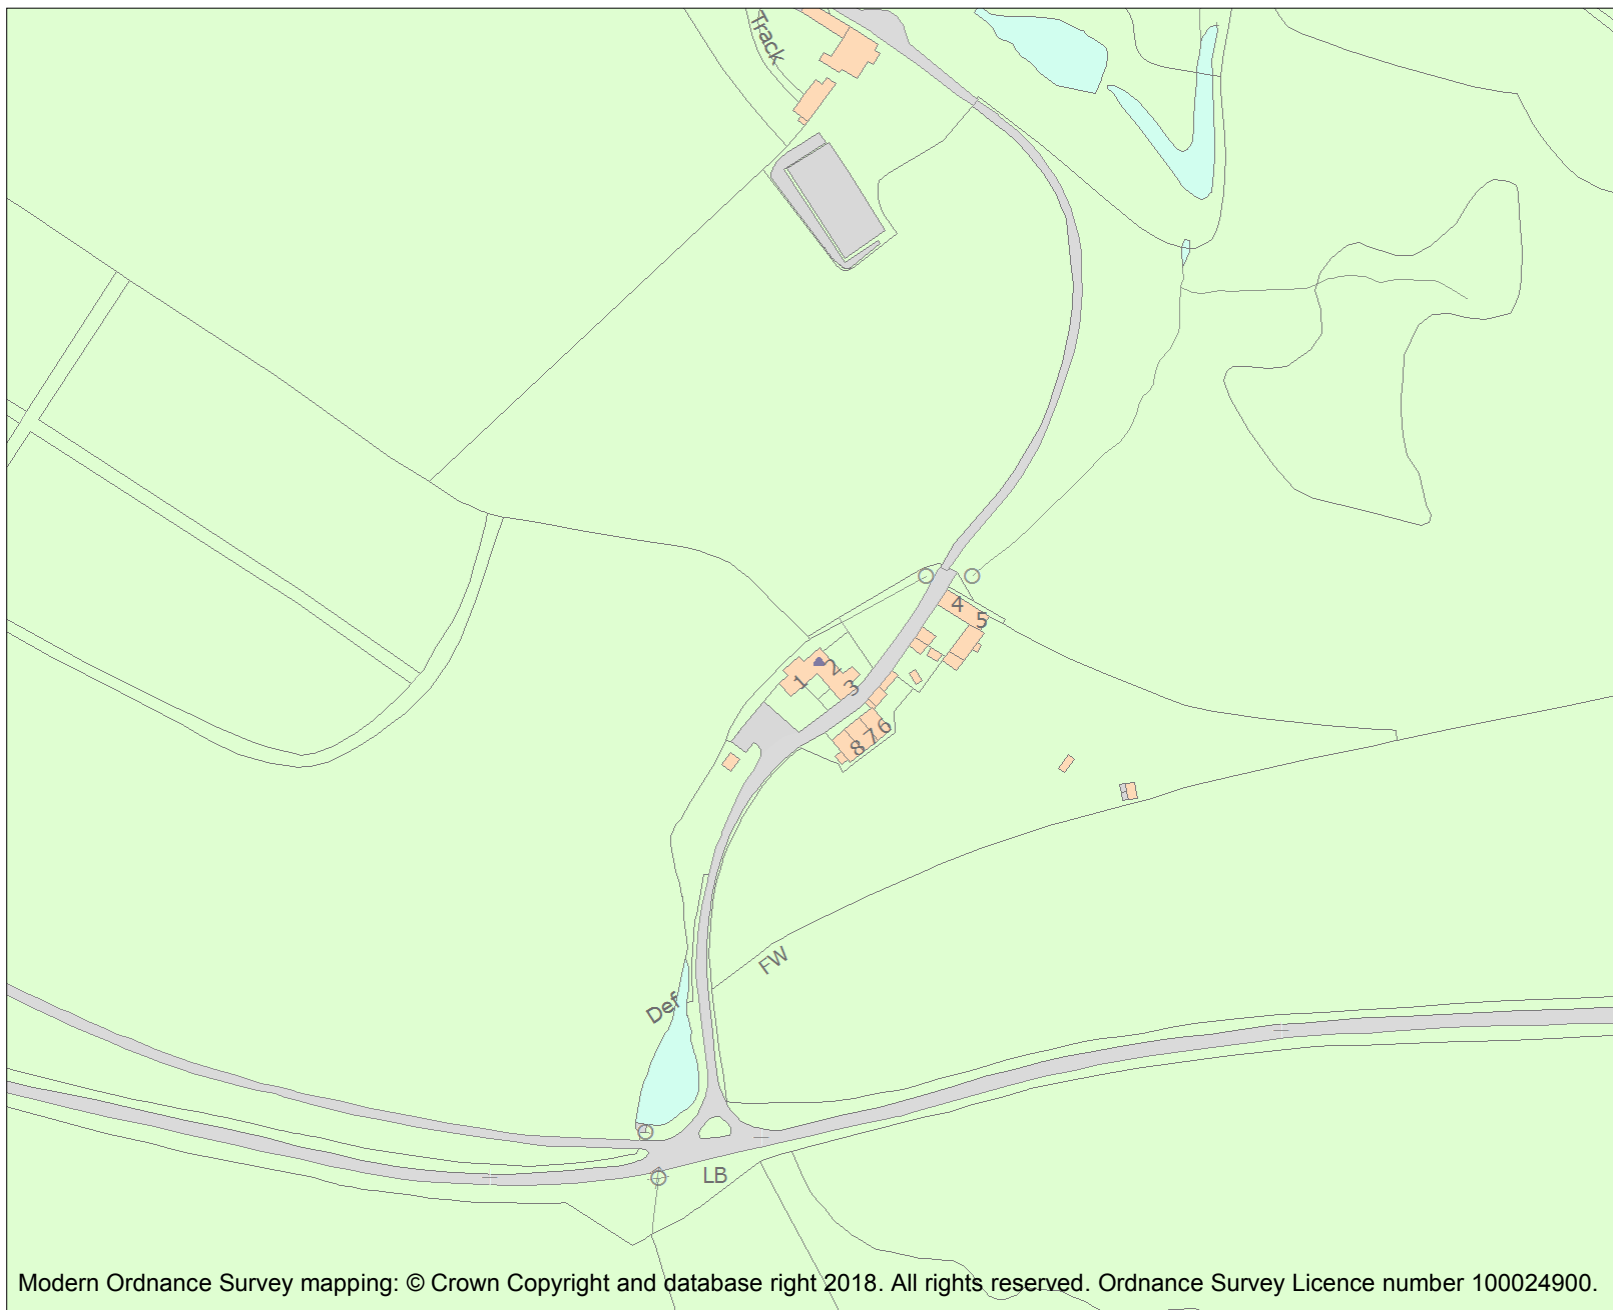 Track
4
5
2
1
3
6
7
8
FW
Def
LB
Modern Ordnance Survey mapping: © Crown Copyright and database right 2018. All rights reserved. Ordnance Survey Licence number 100024900.